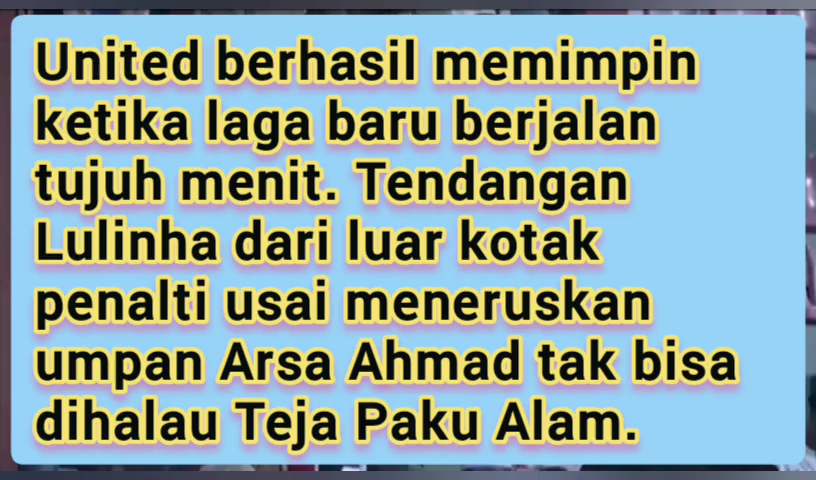 United berhasil memimpin
ketika laga baru berjalan
tujuh menit. Tendangan
Lulinha dari luar kotak
penalti usai meneruskan
umpan Arsa Ahmad tak bisa
dihalau Teja Paku Alam.